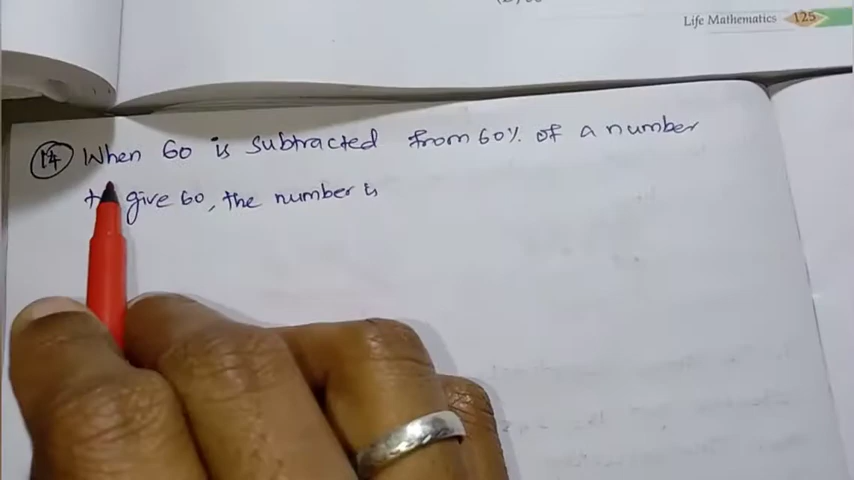 Life Mathematics 125
14 When 60 is subtracted from 60% of a number
give 60, the number is